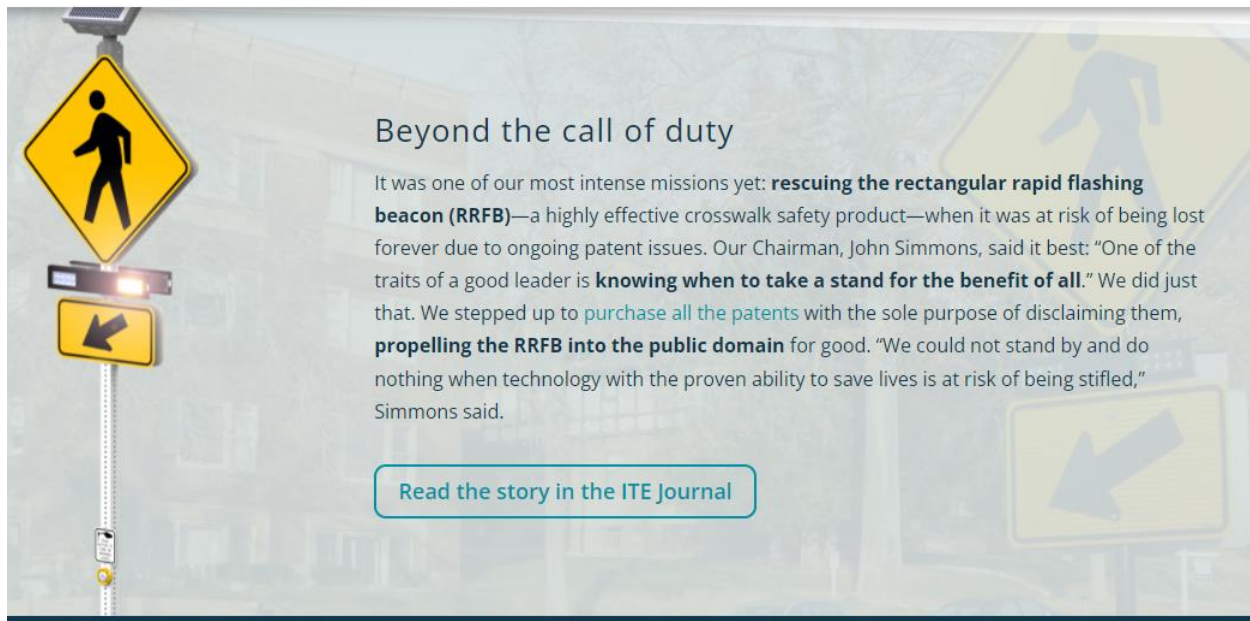 Beyond the call of duty
It was one of our most intense missions yet: rescuing the rectangular rapid flashing
beacon (RRFB)—a highly effective crosswalk safety product—when it was at risk of being lost
forever due to ongoing patent issues. Our Chairman, John Simmons, said it best: “One of the
traits of a good leader is knowing when to take a stand for the benefit of all.” We did just
that. We stepped up to purchase all the patents with the sole purpose of disclaiming them,
propelling the RRFB into the public domain for good. “We could not stand by and do
nothing when technology with the proven ability to save lives is at risk of being stifled,”
Simmons said.
Read the story in the ITE Journal